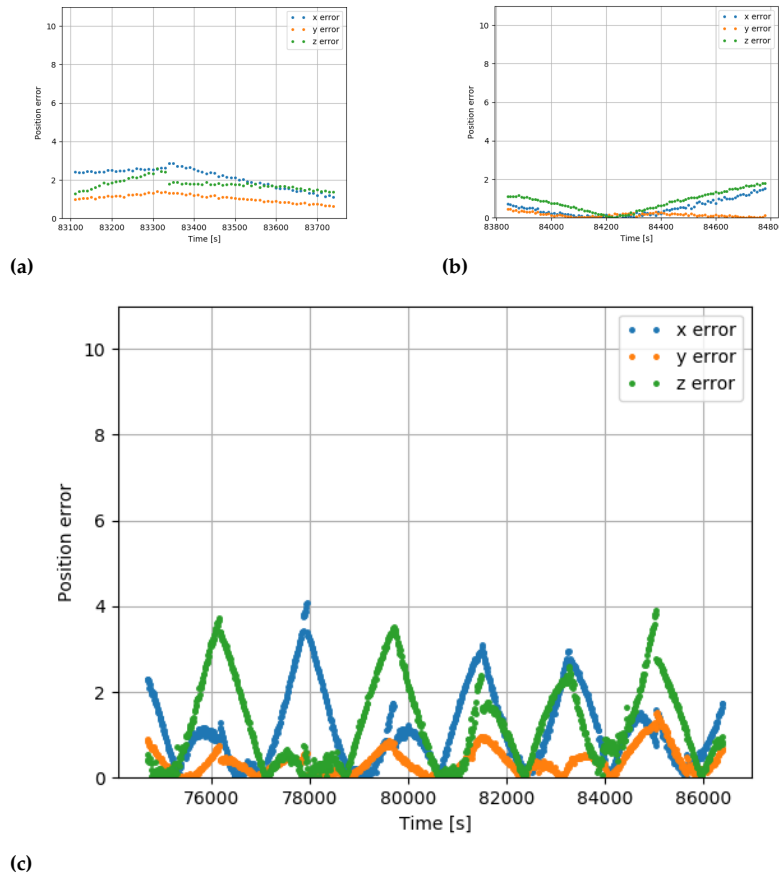 10
8
6
4
2
0
Position error
x error
y error
z error
83100 83200 83300 83400 83500 83600 83700
Time [s]
(a)
10
8
6
4
2
0
Position error
x error
y error
z error
83800 84000 84200 84400 84600 8480
Time [s]
(b)
10
8
6
4
2
0
Position error
x error
y error
z error
76000 78000 80000 82000 84000 86000
Time [s]
(c)